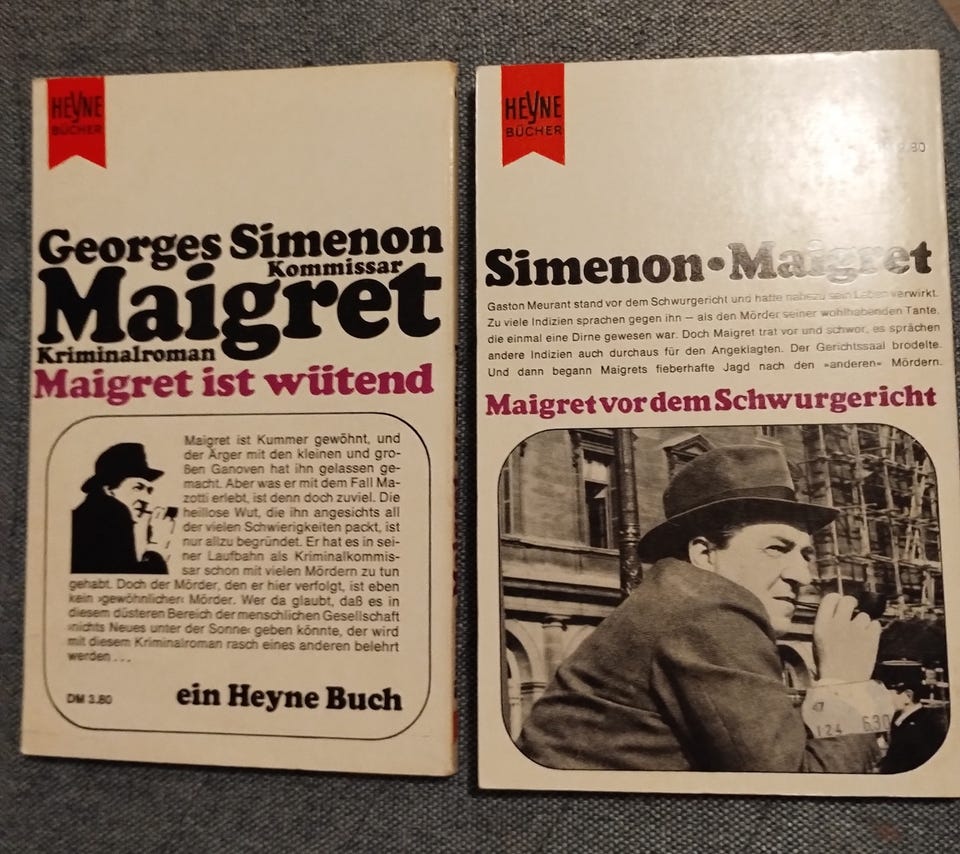 HEYNE
BÜCHER
Georges Simenon
Kommissar
Maigret
Kriminalroman
Maigret ist wütend
Maigret ist Kummer gewöhnt, und
der Ärger mit den kleinen und gro-
ßen Ganoven hat ihn gelassen ge-
macht. Aber was er mit dem Fall Ma-
zotti erlebt, ist denn doch zuviel. Die
heillose Wut, die ihn angesichts all
der vielen Schwierigkeiten packt, ist
nur allzu begründet. Er hat es in sei-
ner Laufbahn als Kriminalkommis-
sar schon mit vielen Mördern zu tun
gehabt. Doch der Mörder, den er hier verfolgt, ist eben
kein ›gewöhnlicher‹ Mörder. Wer da glaubt, daß es in
diesem düsteren Bereich der menschlichen Gesellschaft
›nichts Neues unter der Sonne‹ geben könnte, der wird
mit diesem Kriminalroman rasch eines anderen belehrt
werden ...
DM 3.80
ein Heyne Buch
HEYNE
BÜCHER
Simenon•Maigret
Gaston Meurant stand vor dem Schwurgericht und hatte nahezu sein Leben verwirkt.
Zu viele Indizien sprachen gegen ihn — als den Mörder seiner wohlhabenden Tante,
die einmal eine Dirne gewesen war. Doch Maigret trat vor und schwor, es sprächen
andere Indizien auch durchaus für den Angeklagten. Der Gerichtssaal brodelte.
Und dann begann Maigrets fieberhafte Jagd nach den »anderen« Mördern.
Maigret vor dem Schwurgericht
47
124 630